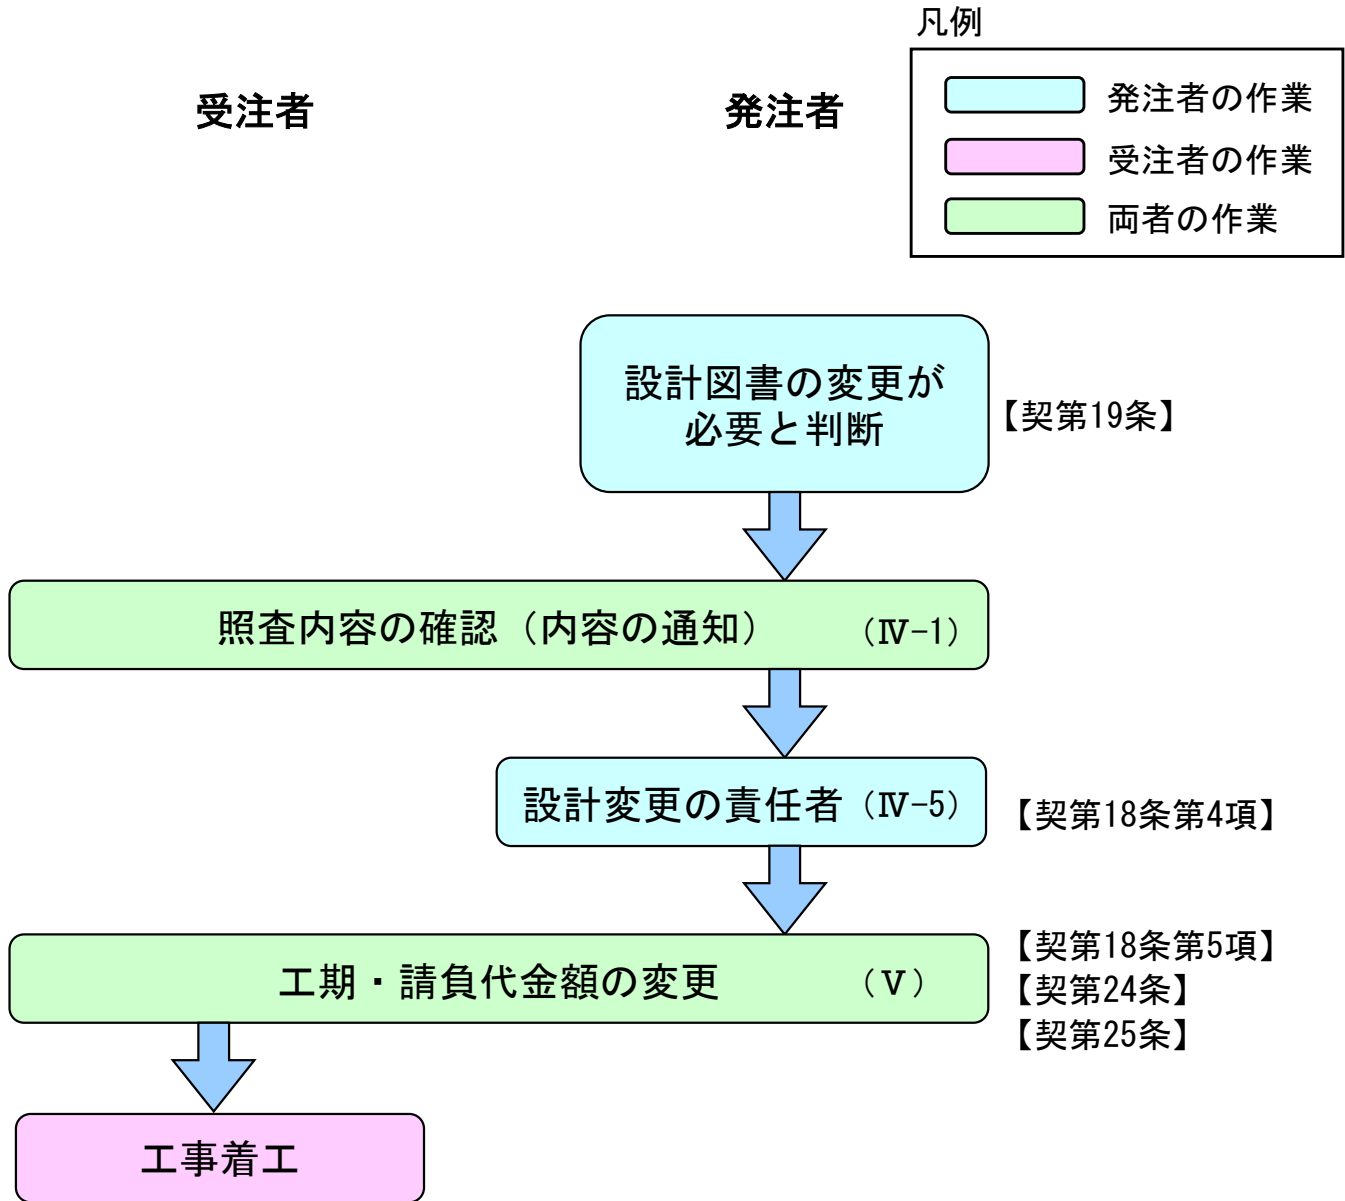 凡例
発注者の作業
受注者の作業
両者の作業
受注者
発注者
設計図書の変更が
必要と判断
【契第19条】
照査内容の確認（内容の通知）　（Ⅳ-1）
設計変更の責任者（Ⅳ-5）
【契第18条第4項】
工期・請負代金額の変更　（Ⅴ）
【契第18条第5項】
【契第24条】
【契第25条】
工事着工